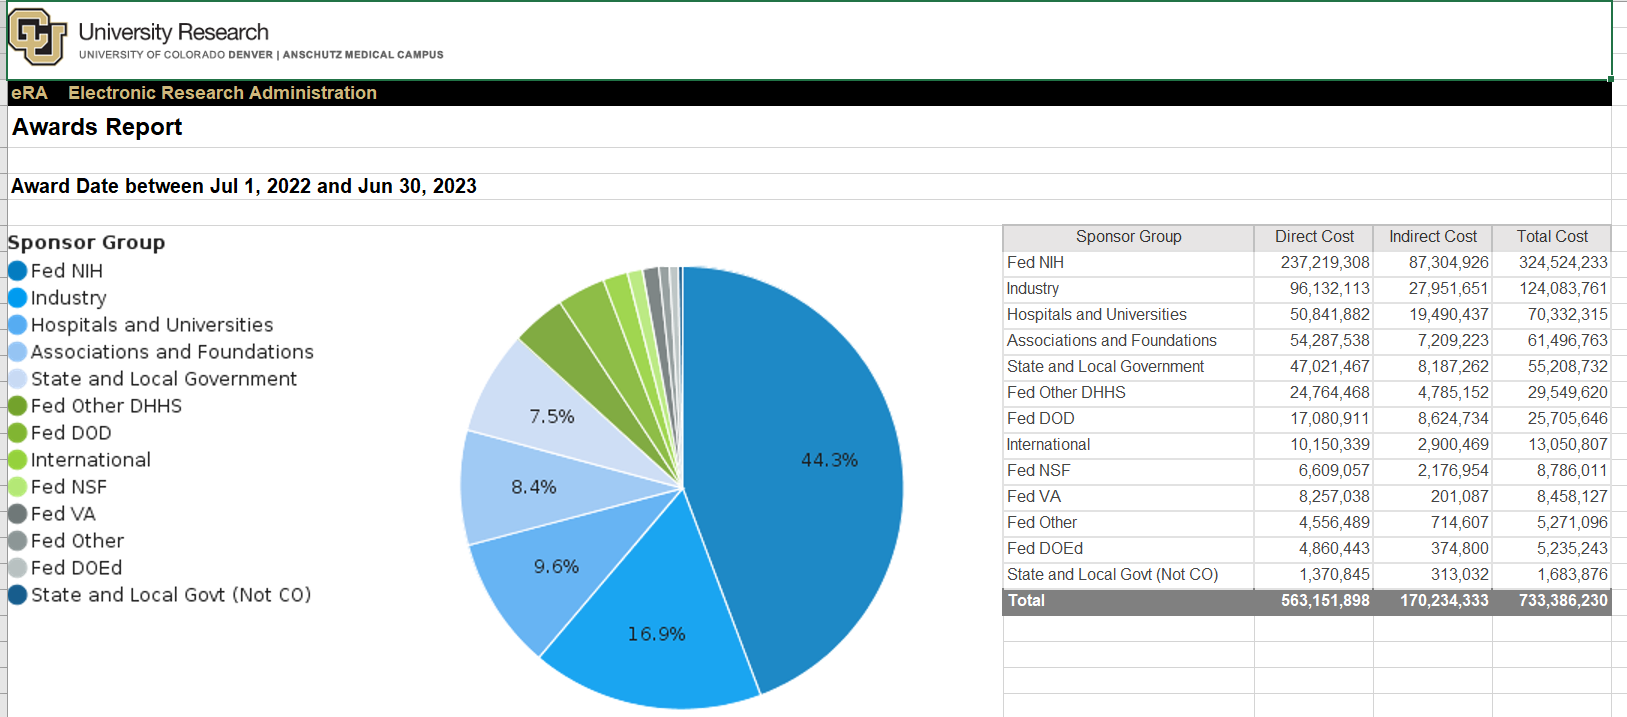 University Research
UNIVERSITY OF COLORADO DENVER | ANSCHUTZ MEDICAL CAMPUS
eRA Electronic Research Administration
Awards Report
Award Date between Jul 1, 2022 and Jun 30, 2023
Sponsor Group
Fed NIH
Industry
Hospitals and Universities
Associations and Foundations
State and Local Government
Fed Other DHHS
Fed DOD
International
Fed NSF
Fed VA
Fed Other
Fed DOEd
State and Local Govt (Not CO)
44.3%
16.9%
9.6%
8.4%
7.5%
Sponsor Group Direct Cost Indirect Cost Total Cost
Fed NIH 237,219,308 87,304,926 324,524,233
Industry 96,132,113 27,951,651 124,083,761
Hospitals and Universities 50,841,882 19,490,437 70,332,315
Associations and Foundations 54,287,538 7,209,223 61,496,763
State and Local Government 47,021,467 8,187,262 55,208,732
Fed Other DHHS 24,764,468 4,785,152 29,549,620
Fed DOD 17,080,911 8,624,734 25,705,646
International 10,150,339 2,900,469 13,050,807
Fed NSF 6,609,057 2,176,954 8,786,011
Fed VA 8,257,038 201,087 8,458,127
Fed Other 4,556,489 714,607 5,271,096
Fed DOEd 4,860,443 374,800 5,235,243
State and Local Govt (Not CO) 1,370,845 313,032 1,683,876
Total 563,151,898 170,234,333 733,386,230